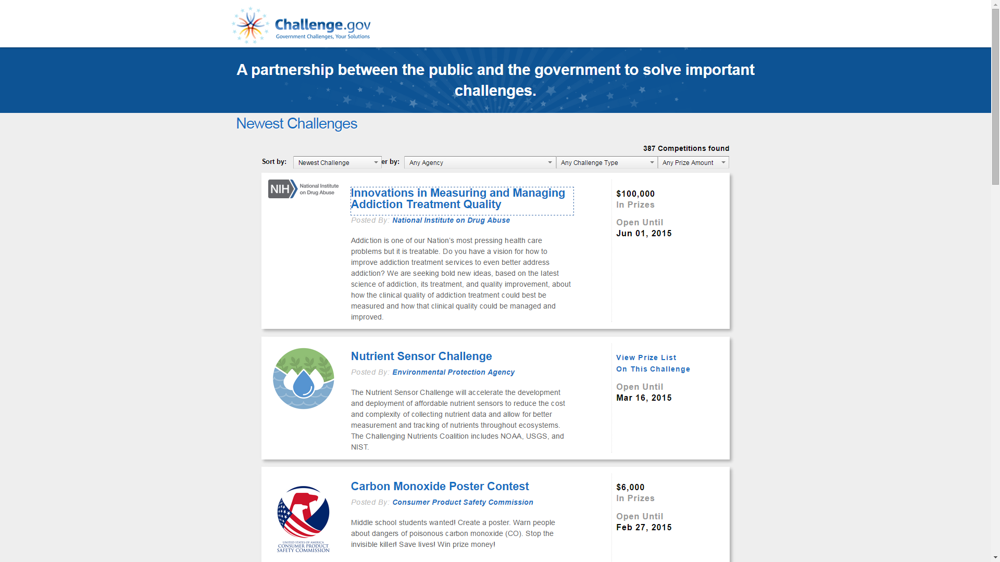 Challenge.gov
Government Challenges, Your Solutions
A partnership between the public and the government to solve important
challenges.
Newest Challenges
387 Competitions found
Sort by: Newest Challenge er by: Any Agency Any Challenge Type Any Prize Amount
NIH National Institute
on Drug Abuse
Innovations in Measuring and Managing
Addiction Treatment Quality
Posted By: National Institute on Drug Abuse
Addiction is one of our Nation’s most pressing health care
problems but it is treatable. Do you have a vision for how to
improve addiction treatment services to even better address
addiction? We are seeking bold new ideas, based on the latest
science of addiction, its treatment, and quality improvement, about
how the clinical quality of addiction treatment could best be
measured and how that clinical quality could be managed and
improved.
$100,000
In Prizes
Open Until
Jun 01, 2015
Nutrient Sensor Challenge
Posted By: Environmental Protection Agency
The Nutrient Sensor Challenge will accelerate the development
and deployment of affordable nutrient sensors to reduce the cost
and complexity of collecting nutrient data and allow for better
measurement and tracking of nutrients throughout ecosystems.
The Challenging Nutrients Coalition includes NOAA, USGS, and
NIST.
View Prize List
On This Challenge
Open Until
Mar 16, 2015
UNITED STATES OF AMERICA
CONSUMER PRODUCT
SAFETY COMMISSION
Carbon Monoxide Poster Contest
Posted By: Consumer Product Safety Commission
Middle school students wanted! Create a poster. Warn people
about dangers of poisonous carbon monoxide (CO). Stop the
invisible killer! Save lives! Win prize money!
$6,000
In Prizes
Open Until
Feb 27, 2015